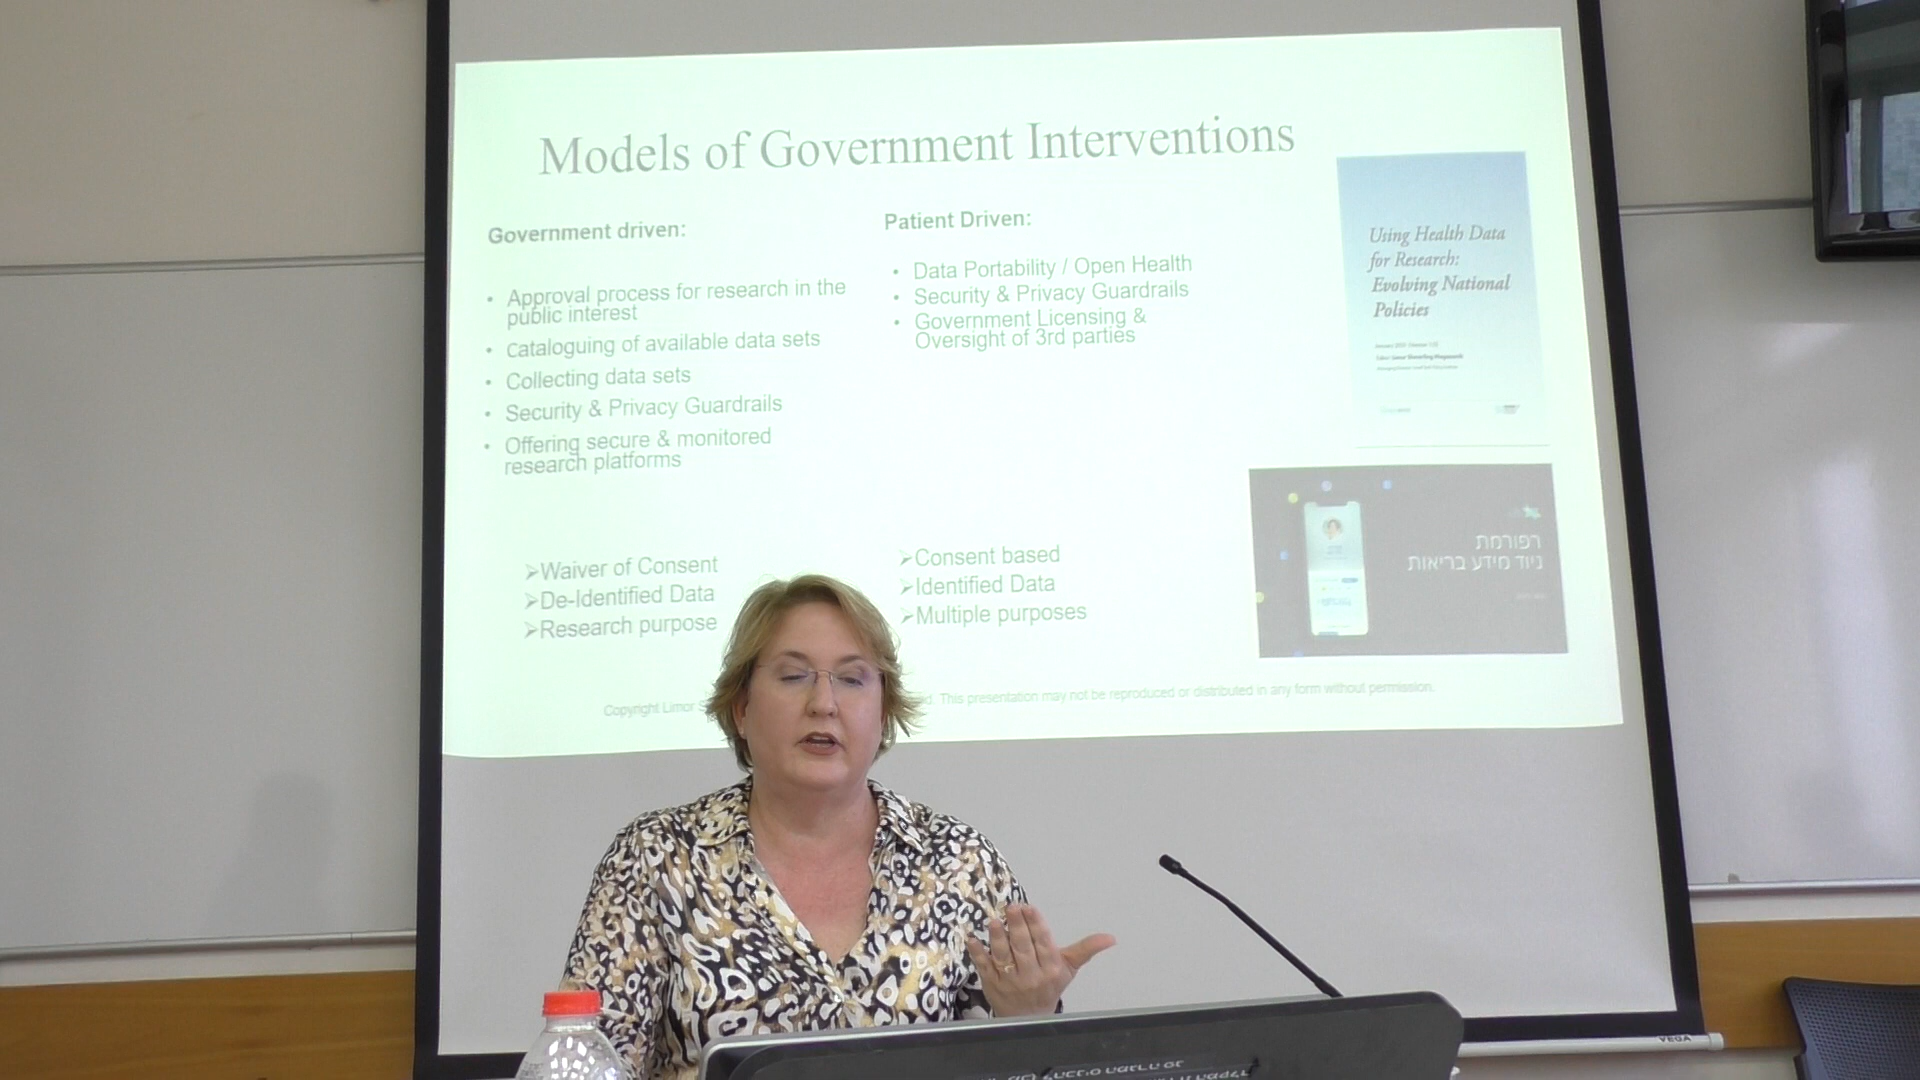 Models of Government Interventions
Government driven:
• Approval process for research in the
public interest
• Cataloguing of available data sets
• Collecting data sets
• Security & Privacy Guardrails
• Offering secure & monitored
research platforms
➢Waiver of Consent
➢De-Identified Data
➢Research purpose
Patient Driven:
• Data Portability / Open Health
• Security & Privacy Guardrails
• Government Licensing &
Oversight of 3rd parties
➢Consent based
➢Identified Data
➢Multiple purposes
Using Health Data
for Research:
Evolving National
Policies
רפורמת
ניוד מידע בריאות
Copyright Limor This presentation may not be reproduced or distributed in any form without permission.
VEGA